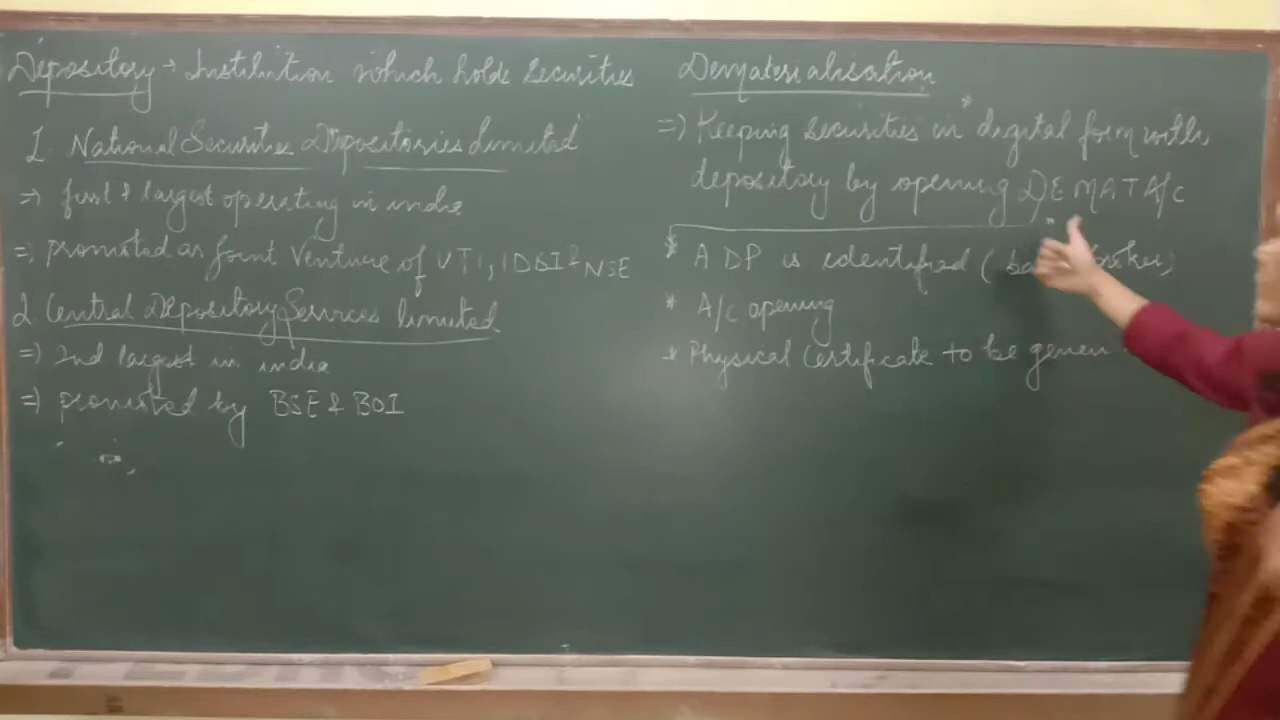 Depository → Institution which holds securities
1. National Securities Depositories Limited
⇒ first & largest operating in india
⇒ promoted as Joint Venture of UTI, IDBI & NSE
2 Central Depository Services limited
⇒ 2nd largest in india
⇒ promoted by BSE & BOI
Dematerialisation
⇒ Keeping securities in digital form with
depository by opening DEMAT A/c
* A DP is identified ( broker)
* A/c opening
* Physical Certificate to be